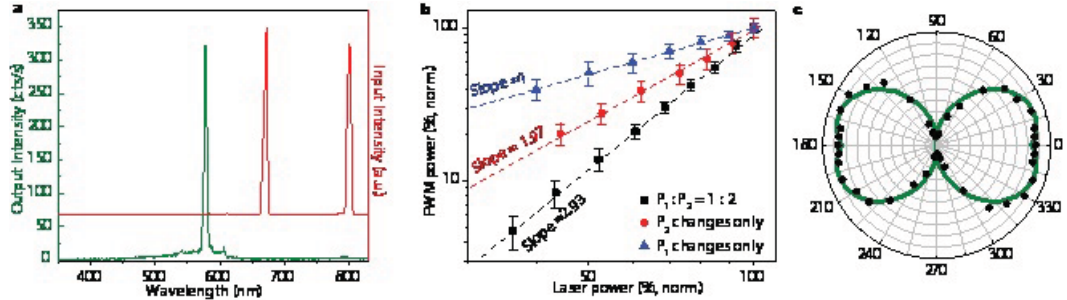 a
350
300
250
200
150
100
50
0
Output Intensity (cts/s)
Input Intensity (a.u.)
400 500 600 700 800
Wavelength (nm)
b
100
10
FWM power (%, norm)
Slope = 1.97
Slope = 2.93
P1 : P2 = 1 : 2
P2 changes only
P1 changes only
50 100
Laser power (%, norm)
c
90
120 60
150 30
180 0
210 330
240 300
270